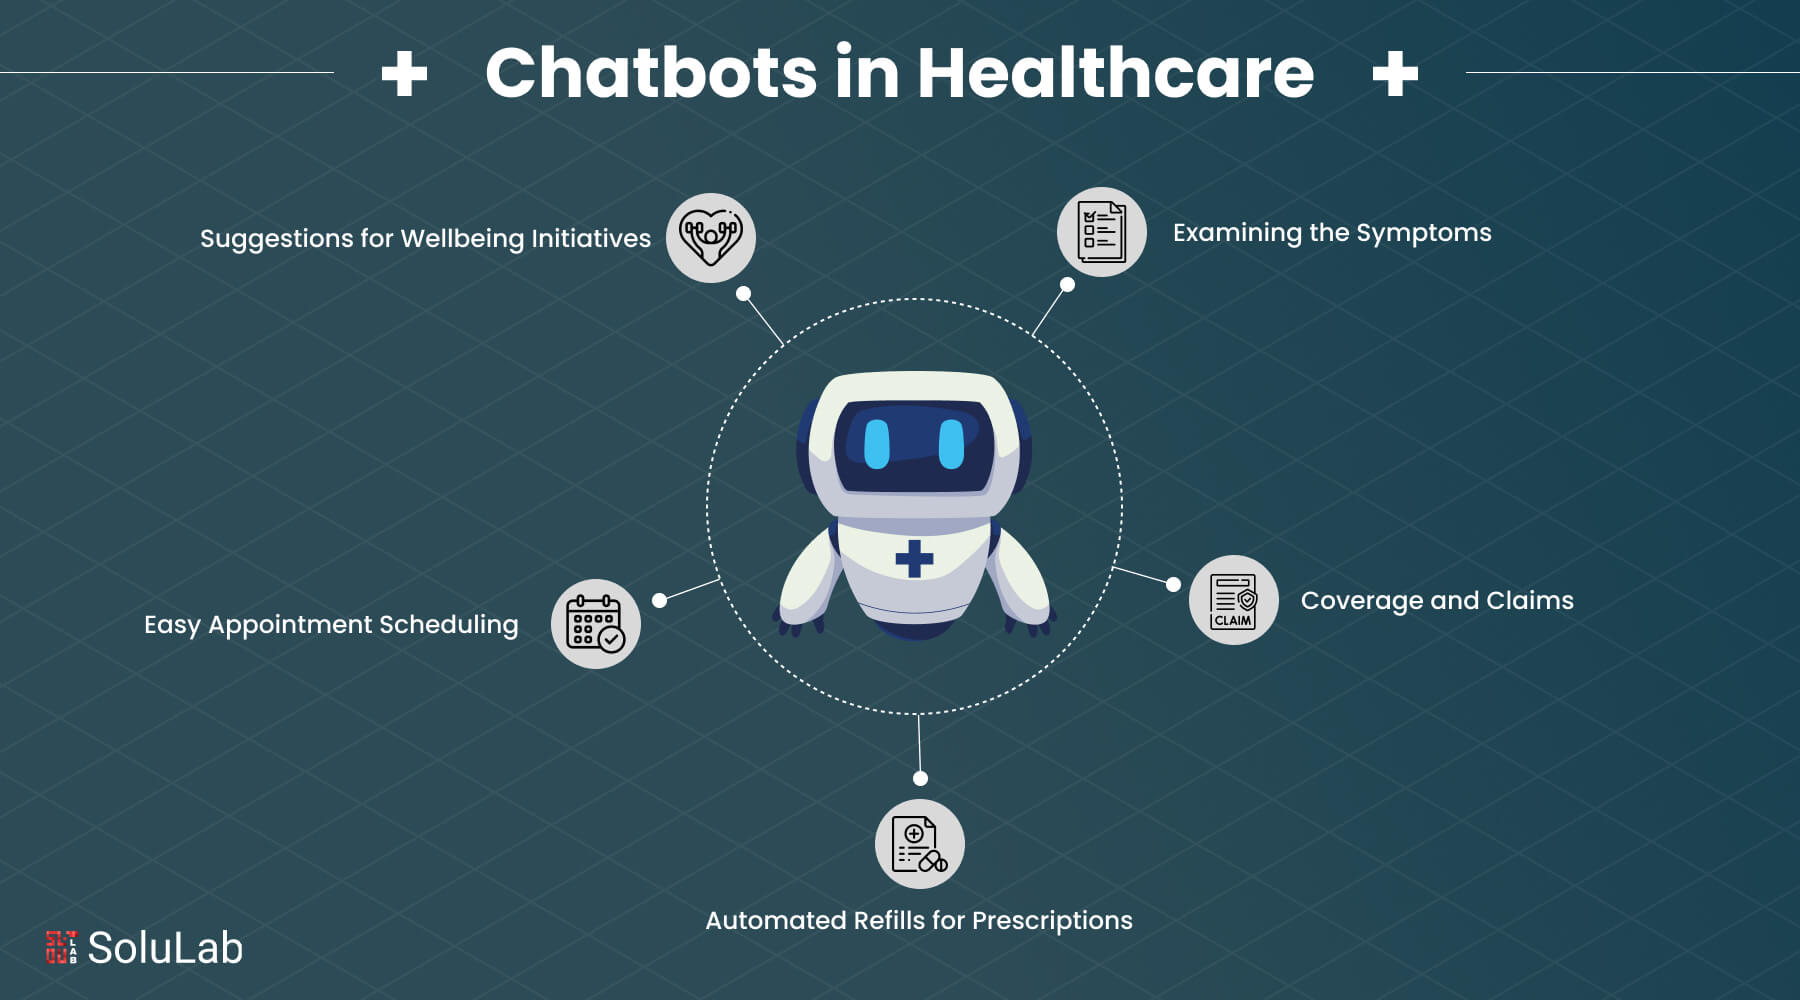 Chatbots in Healthcare
Suggestions for Wellbeing Initiatives
Examining the Symptoms
Easy Appointment Scheduling
Coverage and Claims
CLAIM
Automated Refills for Prescriptions
SOLULAB
SoluLab